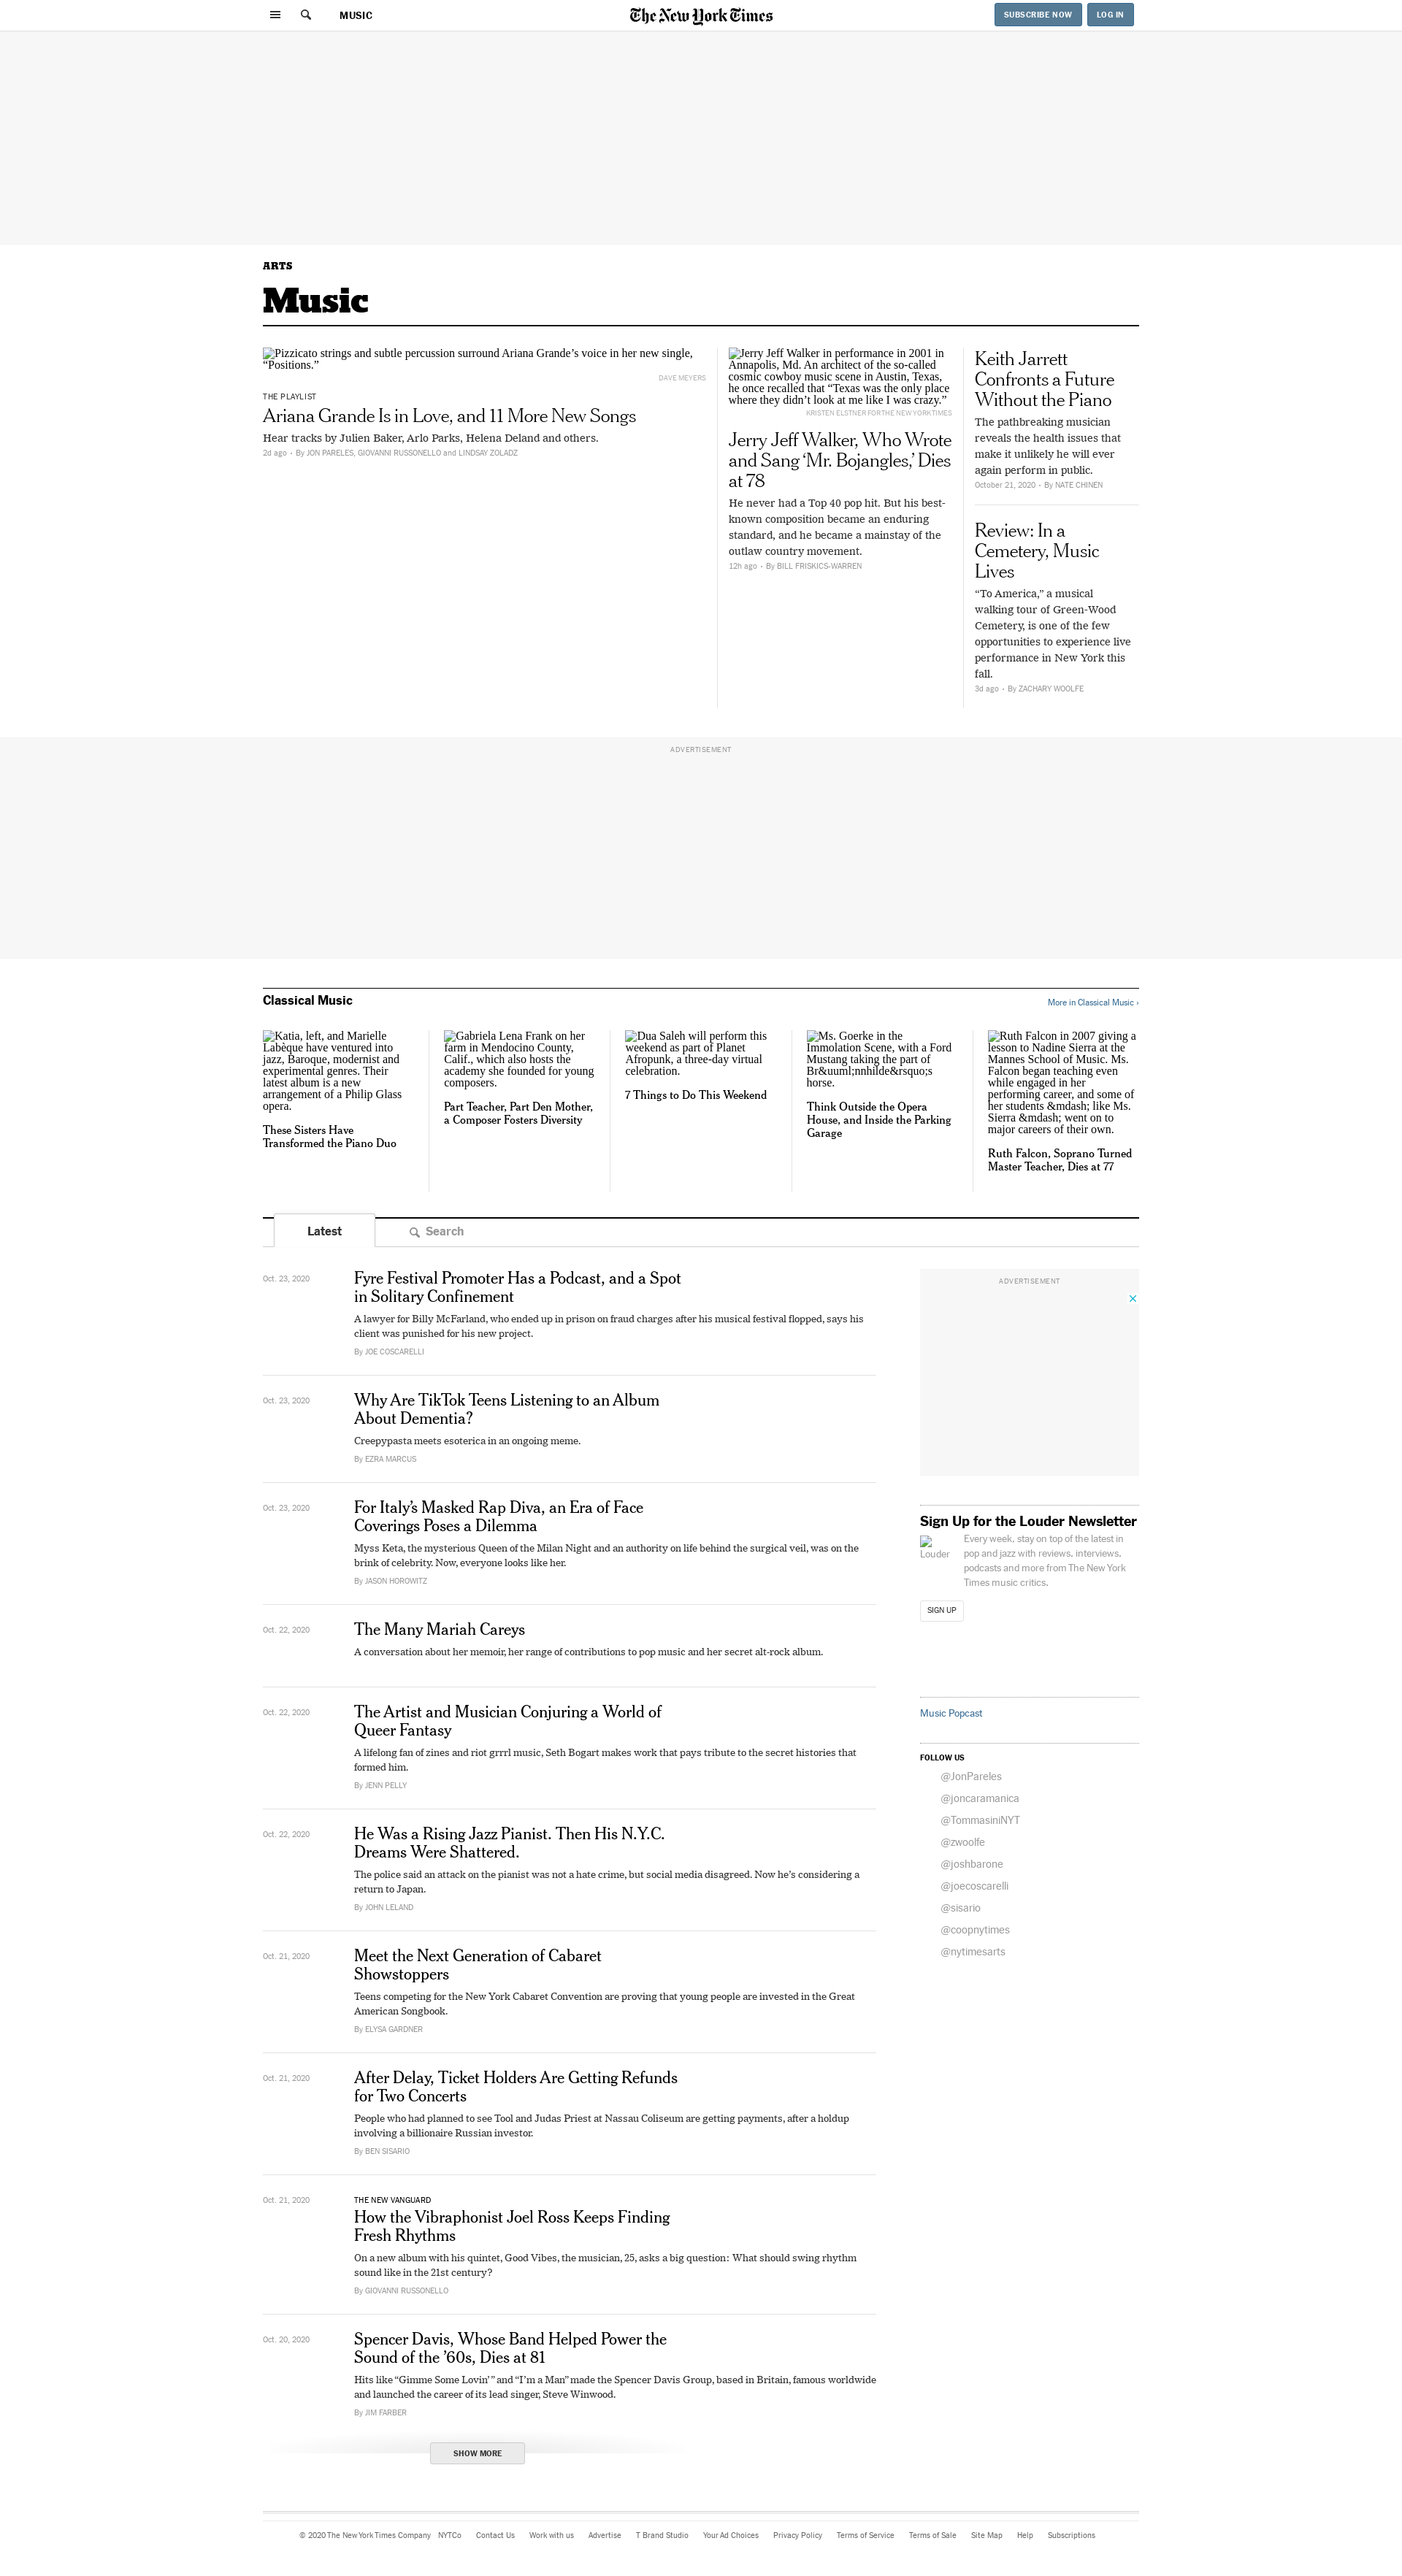 MUSIC
The New York Times
SUBSCRIBE NOW
LOG IN
ARTS
Music
Pizzicato strings and subtle percussion surround Ariana Grande’s voice in her new single,
“Positions.”
DAVE MEYERS
THE PLAYLIST
Ariana Grande Is in Love, and 11 More New Songs
Hear tracks by Julien Baker, Arlo Parks, Helena Deland and others.
2d ago • By JON PARELES, GIOVANNI RUSSONELLO and LINDSAY ZOLADZ
Jerry Jeff Walker in performance in 2001 in
Annapolis, Md. An architect of the so-called
cosmic cowboy music scene in Austin, Texas,
he once recalled that “Texas was the only place
where they didn’t look at me like I was crazy.”
KRISTEN ELSTNER FOR THE NEW YORK TIMES
Jerry Jeff Walker, Who Wrote
and Sang ‘Mr. Bojangles,’ Dies
at 78
He never had a Top 40 pop hit. But his best-
known composition became an enduring
standard, and he became a mainstay of the
outlaw country movement.
12h ago • By BILL FRISKICS-WARREN
Keith Jarrett
Confronts a Future
Without the Piano
The pathbreaking musician
reveals the health issues that
make it unlikely he will ever
again perform in public.
October 21, 2020 • By NATE CHINEN
Review: In a
Cemetery, Music
Lives
“To America,” a musical
walking tour of Green-Wood
Cemetery, is one of the few
opportunities to experience live
performance in New York this
fall.
3d ago • By ZACHARY WOOLFE
ADVERTISEMENT
Classical Music
More in Classical Music ›
Katia, left, and Marielle
Labèque have ventured into
jazz, Baroque, modernist and
experimental genres. Their
latest album is a new
arrangement of a Philip Glass
opera.
These Sisters Have
Transformed the Piano Duo
Gabriela Lena Frank on her
farm in Mendocino County,
Calif., which also hosts the
academy she founded for young
composers.
Part Teacher, Part Den Mother,
a Composer Fosters Diversity
Dua Saleh will perform this
weekend as part of Planet
Afropunk, a three-day virtual
celebration.
7 Things to Do This Weekend
Ms. Goerke in the
Immolation Scene, with a Ford
Mustang taking the part of
Br&uuml;nnhilde&rsquo;s
horse.
Think Outside the Opera
House, and Inside the Parking
Garage
Ruth Falcon in 2007 giving a
lesson to Nadine Sierra at the
Mannes School of Music. Ms.
Falcon began teaching even
while engaged in her
performing career, and some of
her students &mdash; like Ms.
Sierra &mdash; went on to
major careers of their own.
Ruth Falcon, Soprano Turned
Master Teacher, Dies at 77
Latest
Search
Oct. 23, 2020
Fyre Festival Promoter Has a Podcast, and a Spot
in Solitary Confinement
A lawyer for Billy McFarland, who ended up in prison on fraud charges after his musical festival flopped, says his
client was punished for his new project.
By JOE COSCARELLI
Oct. 23, 2020
Why Are TikTok Teens Listening to an Album
About Dementia?
Creepypasta meets esoterica in an ongoing meme.
By EZRA MARCUS
Oct. 23, 2020
For Italy’s Masked Rap Diva, an Era of Face
Coverings Poses a Dilemma
Myss Keta, the mysterious Queen of the Milan Night and an authority on life behind the surgical veil, was on the
brink of celebrity. Now, everyone looks like her.
By JASON HOROWITZ
Oct. 22, 2020
The Many Mariah Careys
A conversation about her memoir, her range of contributions to pop music and her secret alt-rock album.
Oct. 22, 2020
The Artist and Musician Conjuring a World of
Queer Fantasy
A lifelong fan of zines and riot grrrl music, Seth Bogart makes work that pays tribute to the secret histories that
formed him.
By JENN PELLY
Oct. 22, 2020
He Was a Rising Jazz Pianist. Then His N.Y.C.
Dreams Were Shattered.
The police said an attack on the pianist was not a hate crime, but social media disagreed. Now he’s considering a
return to Japan.
By JOHN LELAND
Oct. 21, 2020
Meet the Next Generation of Cabaret
Showstoppers
Teens competing for the New York Cabaret Convention are proving that young people are invested in the Great
American Songbook.
By ELYSA GARDNER
Oct. 21, 2020
After Delay, Ticket Holders Are Getting Refunds
for Two Concerts
People who had planned to see Tool and Judas Priest at Nassau Coliseum are getting payments, after a holdup
involving a billionaire Russian investor.
By BEN SISARIO
Oct. 21, 2020
THE NEW VANGUARD
How the Vibraphonist Joel Ross Keeps Finding
Fresh Rhythms
On a new album with his quintet, Good Vibes, the musician, 25, asks a big question: What should swing rhythm
sound like in the 21st century?
By GIOVANNI RUSSONELLO
Oct. 20, 2020
Spencer Davis, Whose Band Helped Power the
Sound of the ’60s, Dies at 81
Hits like “Gimme Some Lovin’ ” and “I’m a Man” made the Spencer Davis Group, based in Britain, famous worldwide
and launched the career of its lead singer, Steve Winwood.
By JIM FARBER
SHOW MORE
ADVERTISEMENT
Sign Up for the Louder Newsletter
Louder
Every week, stay on top of the latest in
pop and jazz with reviews, interviews,
podcasts and more from The New York
Times music critics.
SIGN UP
Music Popcast
FOLLOW US
@JonPareles
@joncaramanica
@TommasiniNYT
@zwoolfe
@joshbarone
@joecoscarelli
@sisario
@coopnytimes
@nytimesarts
© 2020 The New York Times Company NYTCo Contact Us Work with us Advertise T Brand Studio Your Ad Choices Privacy Policy Terms of Service Terms of Sale Site Map Help Subscriptions